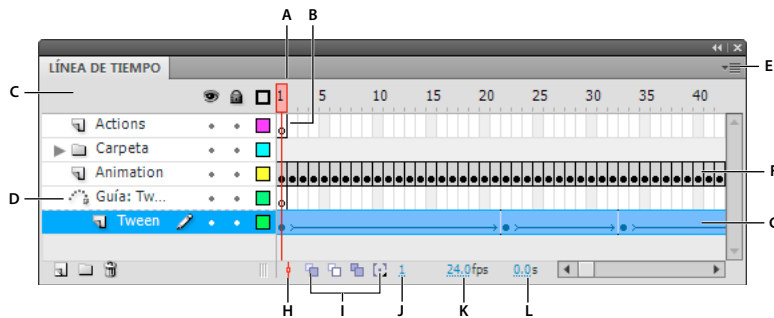 A B
LÍNEA DE TIEMPO
E
C
1 5 10 15 20 25 30 35 40
Actions
Carpeta
Animation
F
D
Guía: Tw...
Tween
G
1 24.0fps 0.0s
H I J K L